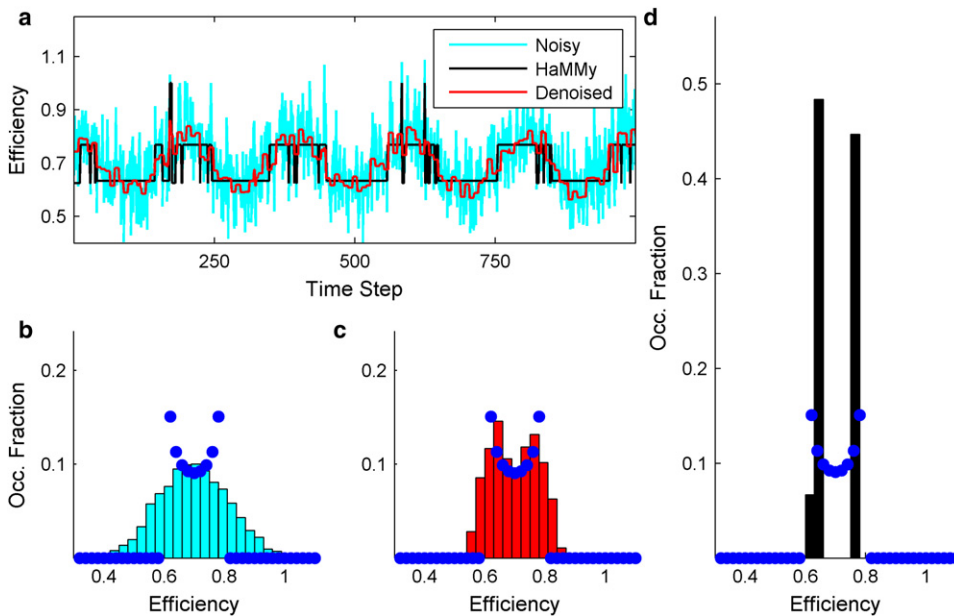 a
Efficiency
1.1
0.9
0.7
0.5
Noisy
HaMMy
Denoised
250
500
750
Time Step
b
Occ. Fraction
0.2
0.1
0.4
0.6
0.8
1
Efficiency
c
0.2
0.1
0.4
0.6
0.8
1
Efficiency
d
Occ. Fraction
0.5
0.4
0.3
0.2
0.1
0.4
0.6
0.8
1
Efficiency